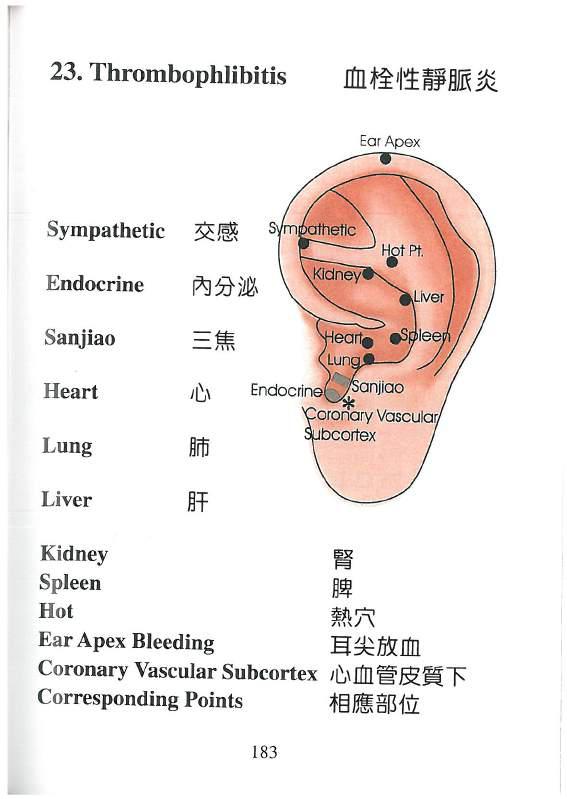 23. Thrombophlibitis 血栓性靜脈炎
Ear Apex
Sympathetic 交感
Sympathetic
Hot Pt.
Kidney
Endocrine 內分泌
Liver
Sanjiao 三焦
Heart
Spleen
Lung
Heart 心
Endocrine
Sanjiao
*
Coronary Vascular
Subcortex
Lung 肺
Liver 肝
Kidney 腎
Spleen 脾
Hot 熱穴
Ear Apex Bleeding 耳尖放血
Coronary Vascular Subcortex 心血管皮質下
Corresponding Points 相應部位
183